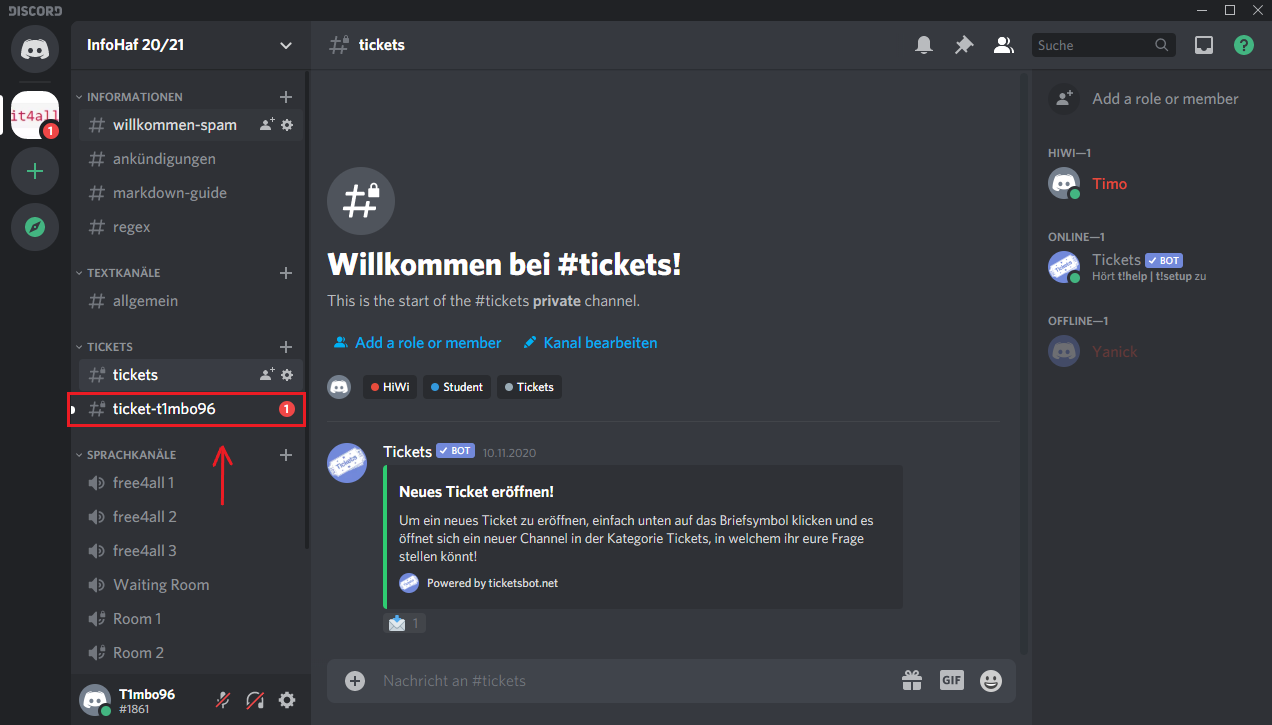 DISCORD
InfoHaf 20/21
tickets
Suche
it4all
1
INFORMATIONEN
willkommen-spam
ankündigungen
markdown-guide
regex
TEXTKANÄLE
allgemein
TICKETS
tickets
ticket-t1mbo96
1
SPRACHKANÄLE
free4all 1
free4all 2
free4all 3
Waiting Room
Room 1
Room 2
T1mbo96
#1861
Willkommen bei #tickets!
This is the start of the #tickets private channel.
Add a role or member
Kanal bearbeiten
HiWi
Student
Tickets
Tickets BOT 10.11.2020
Neues Ticket eröffnen!
Um ein neues Ticket zu eröffnen, einfach unten auf das Briefsymbol klicken und es
öffnet sich ein neuer Channel in der Kategorie Tickets, in welchem ihr eure Frage
stellen könnt!
Powered by ticketsbot.net
1
Nachricht an #tickets
GIF
Add a role or member
HIWI—1
Timo
ONLINE—1
Tickets BOT
Hört t!help | t!setup zu
OFFLINE—1
Yanick